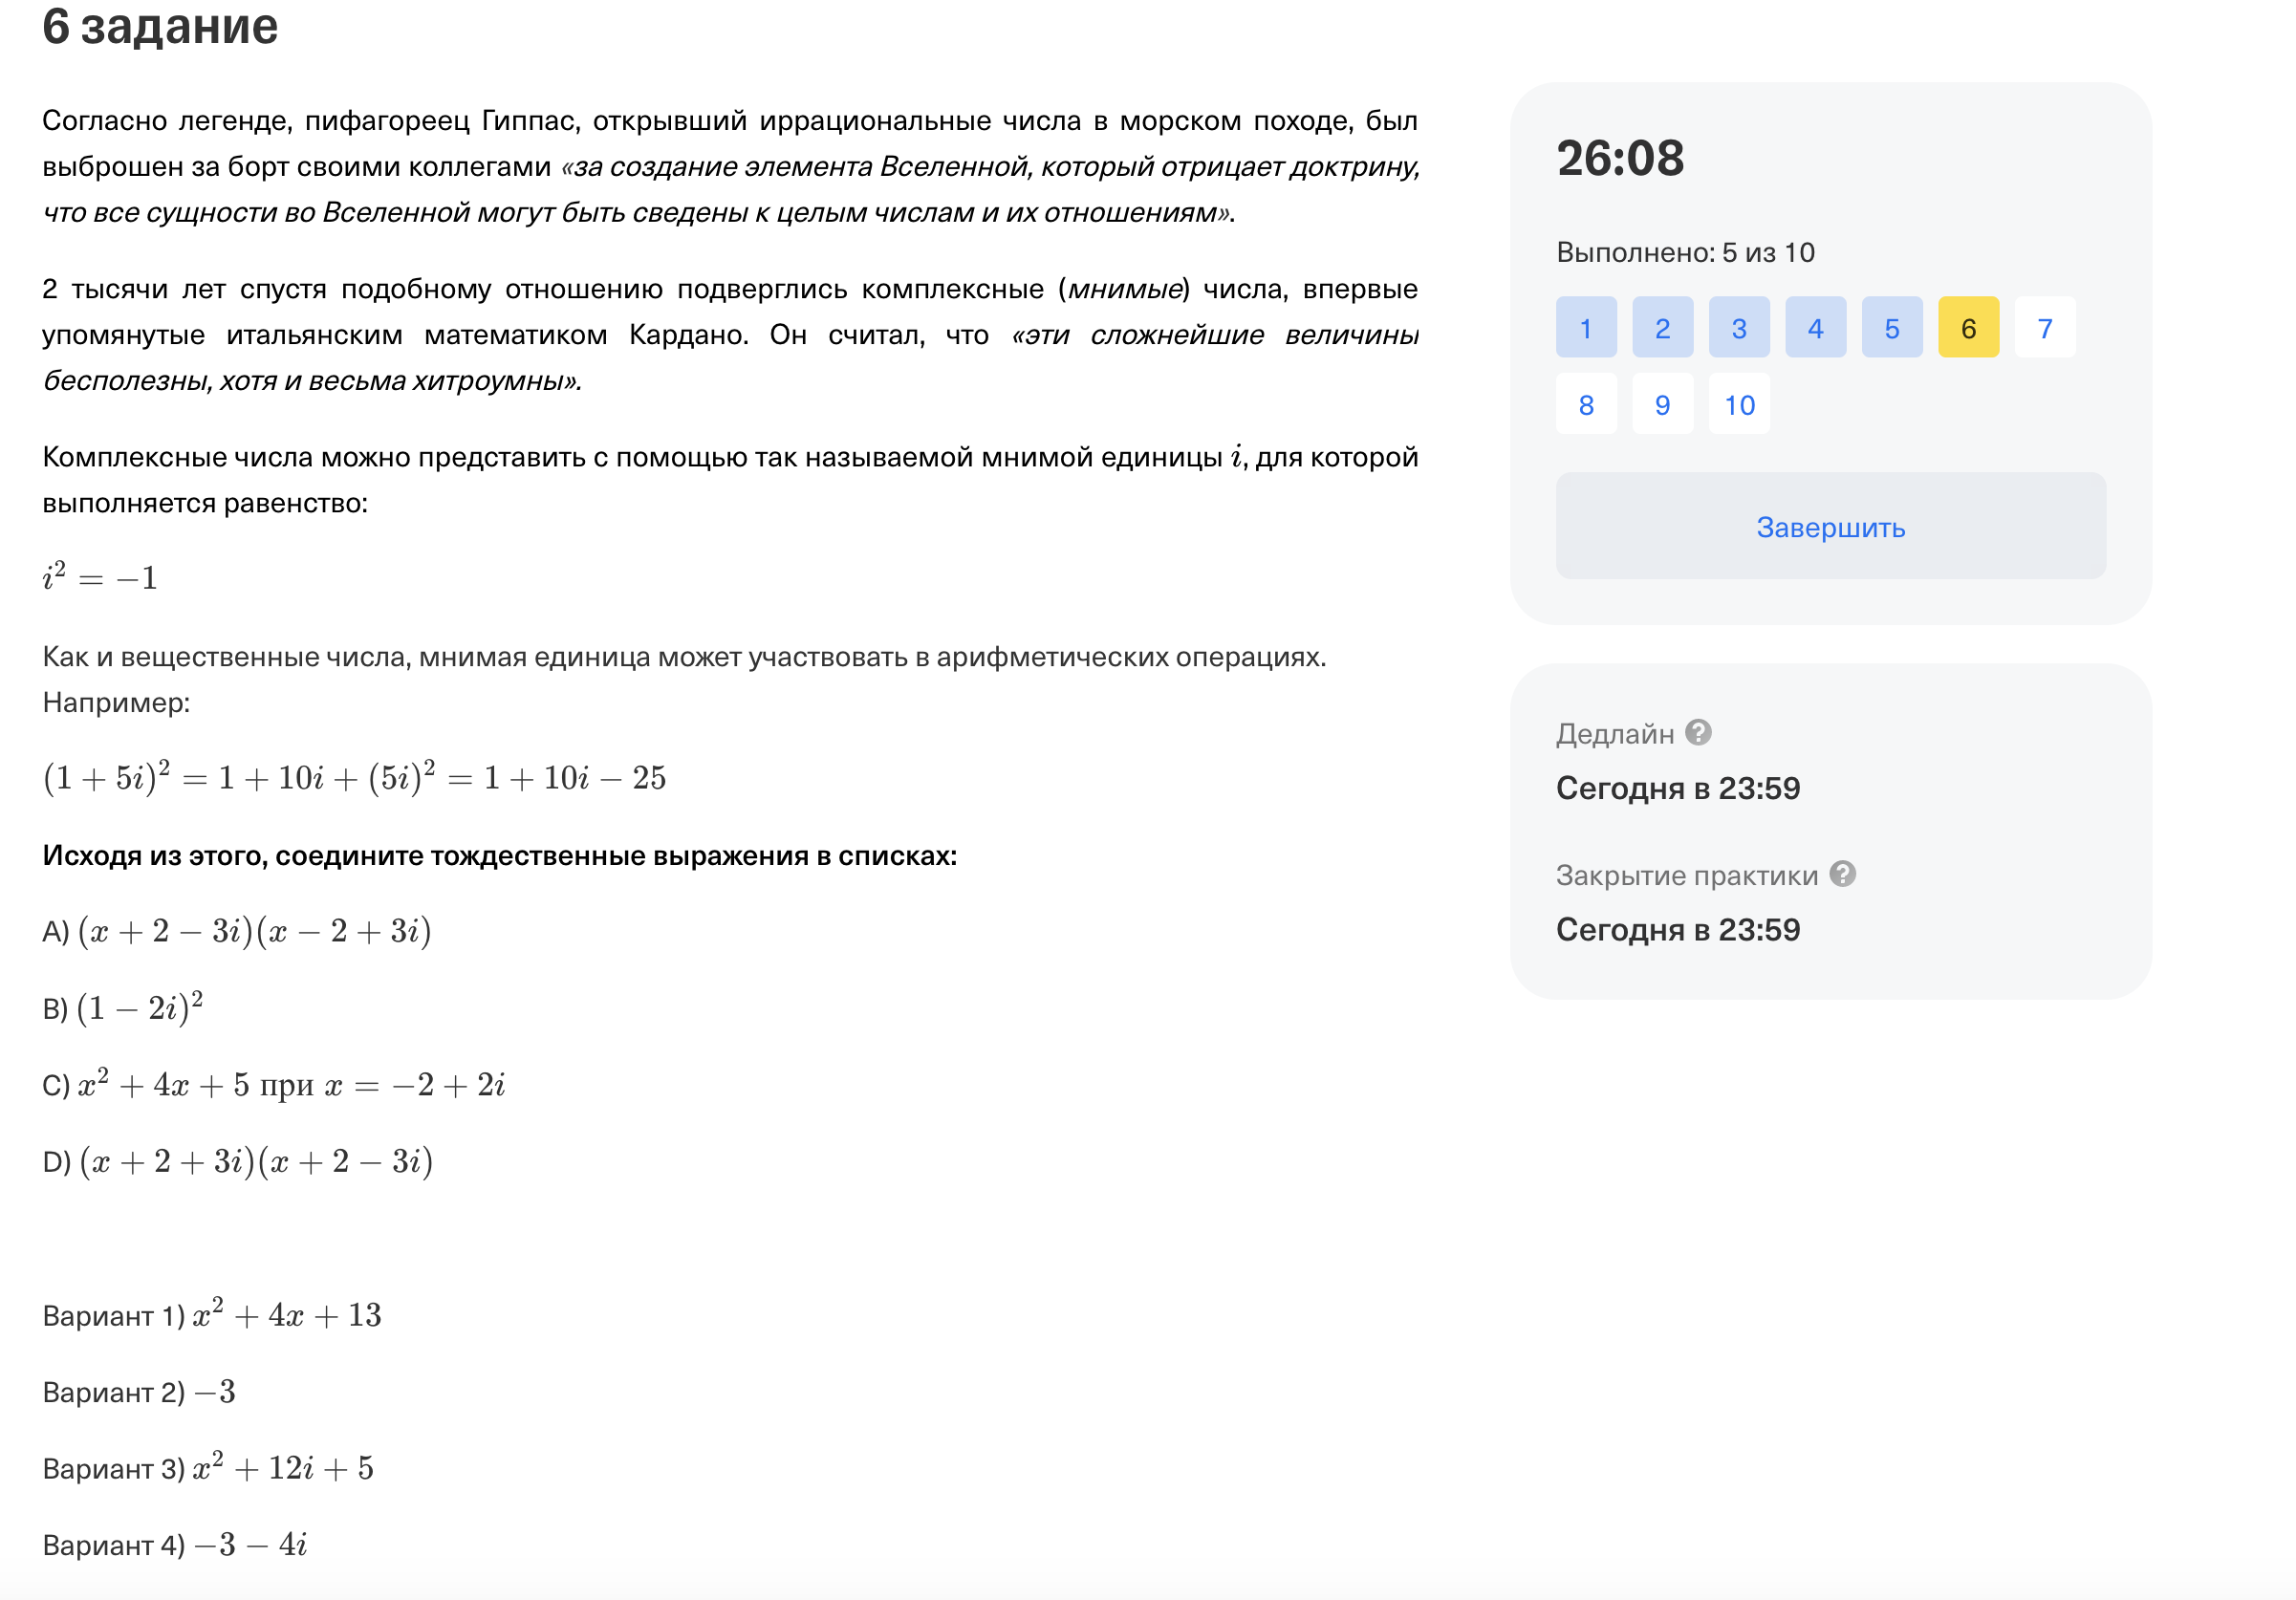 6 задание
Согласно легенде, пифагореец Гиппас, открывший иррациональные числа в морском походе, был
выброшен за борт своими коллегами «за создание элемента Вселенной, который отрицает доктрину,
что все сущности во Вселенной могут быть сведены к целым числам и их отношениям».
2 тысячи лет спустя подобному отношению подверглись комплексные (мнимые) числа, впервые
упомянутые итальянским математиком Кардано. Он считал, что «эти сложнейшие величины
бесполезны, хотя и весьма хитроумны».
Комплексные числа можно представить с помощью так называемой мнимой единицы i, для которой
выполняется равенство:
i² = −1
Как и вещественные числа, мнимая единица может участвовать в арифметических операциях.
Например:
(1 + 5i)² = 1 + 10i + (5i)² = 1 + 10i − 25
Исходя из этого, соедините тождественные выражения в списках:
A) (x + 2 − 3i)(x − 2 + 3i)
B) (1 − 2i)²
C) x² + 4x + 5 при x = −2 + 2i
D) (x + 2 + 3i)(x + 2 − 3i)
Вариант 1) x² + 4x + 13
Вариант 2) −3
Вариант 3) x² + 12i + 5
Вариант 4) −3 − 4i
26:08
Выполнено: 5 из 10
1 2 3 4 5 6 7
8 9 10
Завершить
Дедлайн ?
Сегодня в 23:59
Закрытие практики ?
Сегодня в 23:59